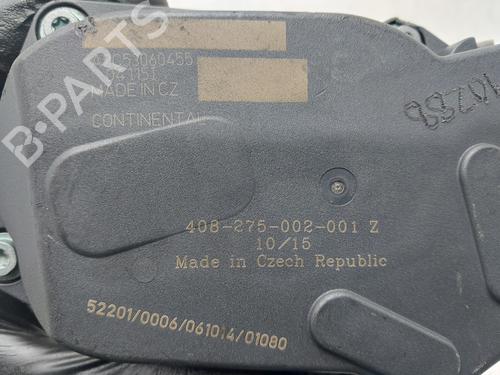 MADE IN CZ
CONTINENTAL
408-275-002-001 Z
10/15
Made in Czech Republic
52201/0006/061014/01080
B-PARTS